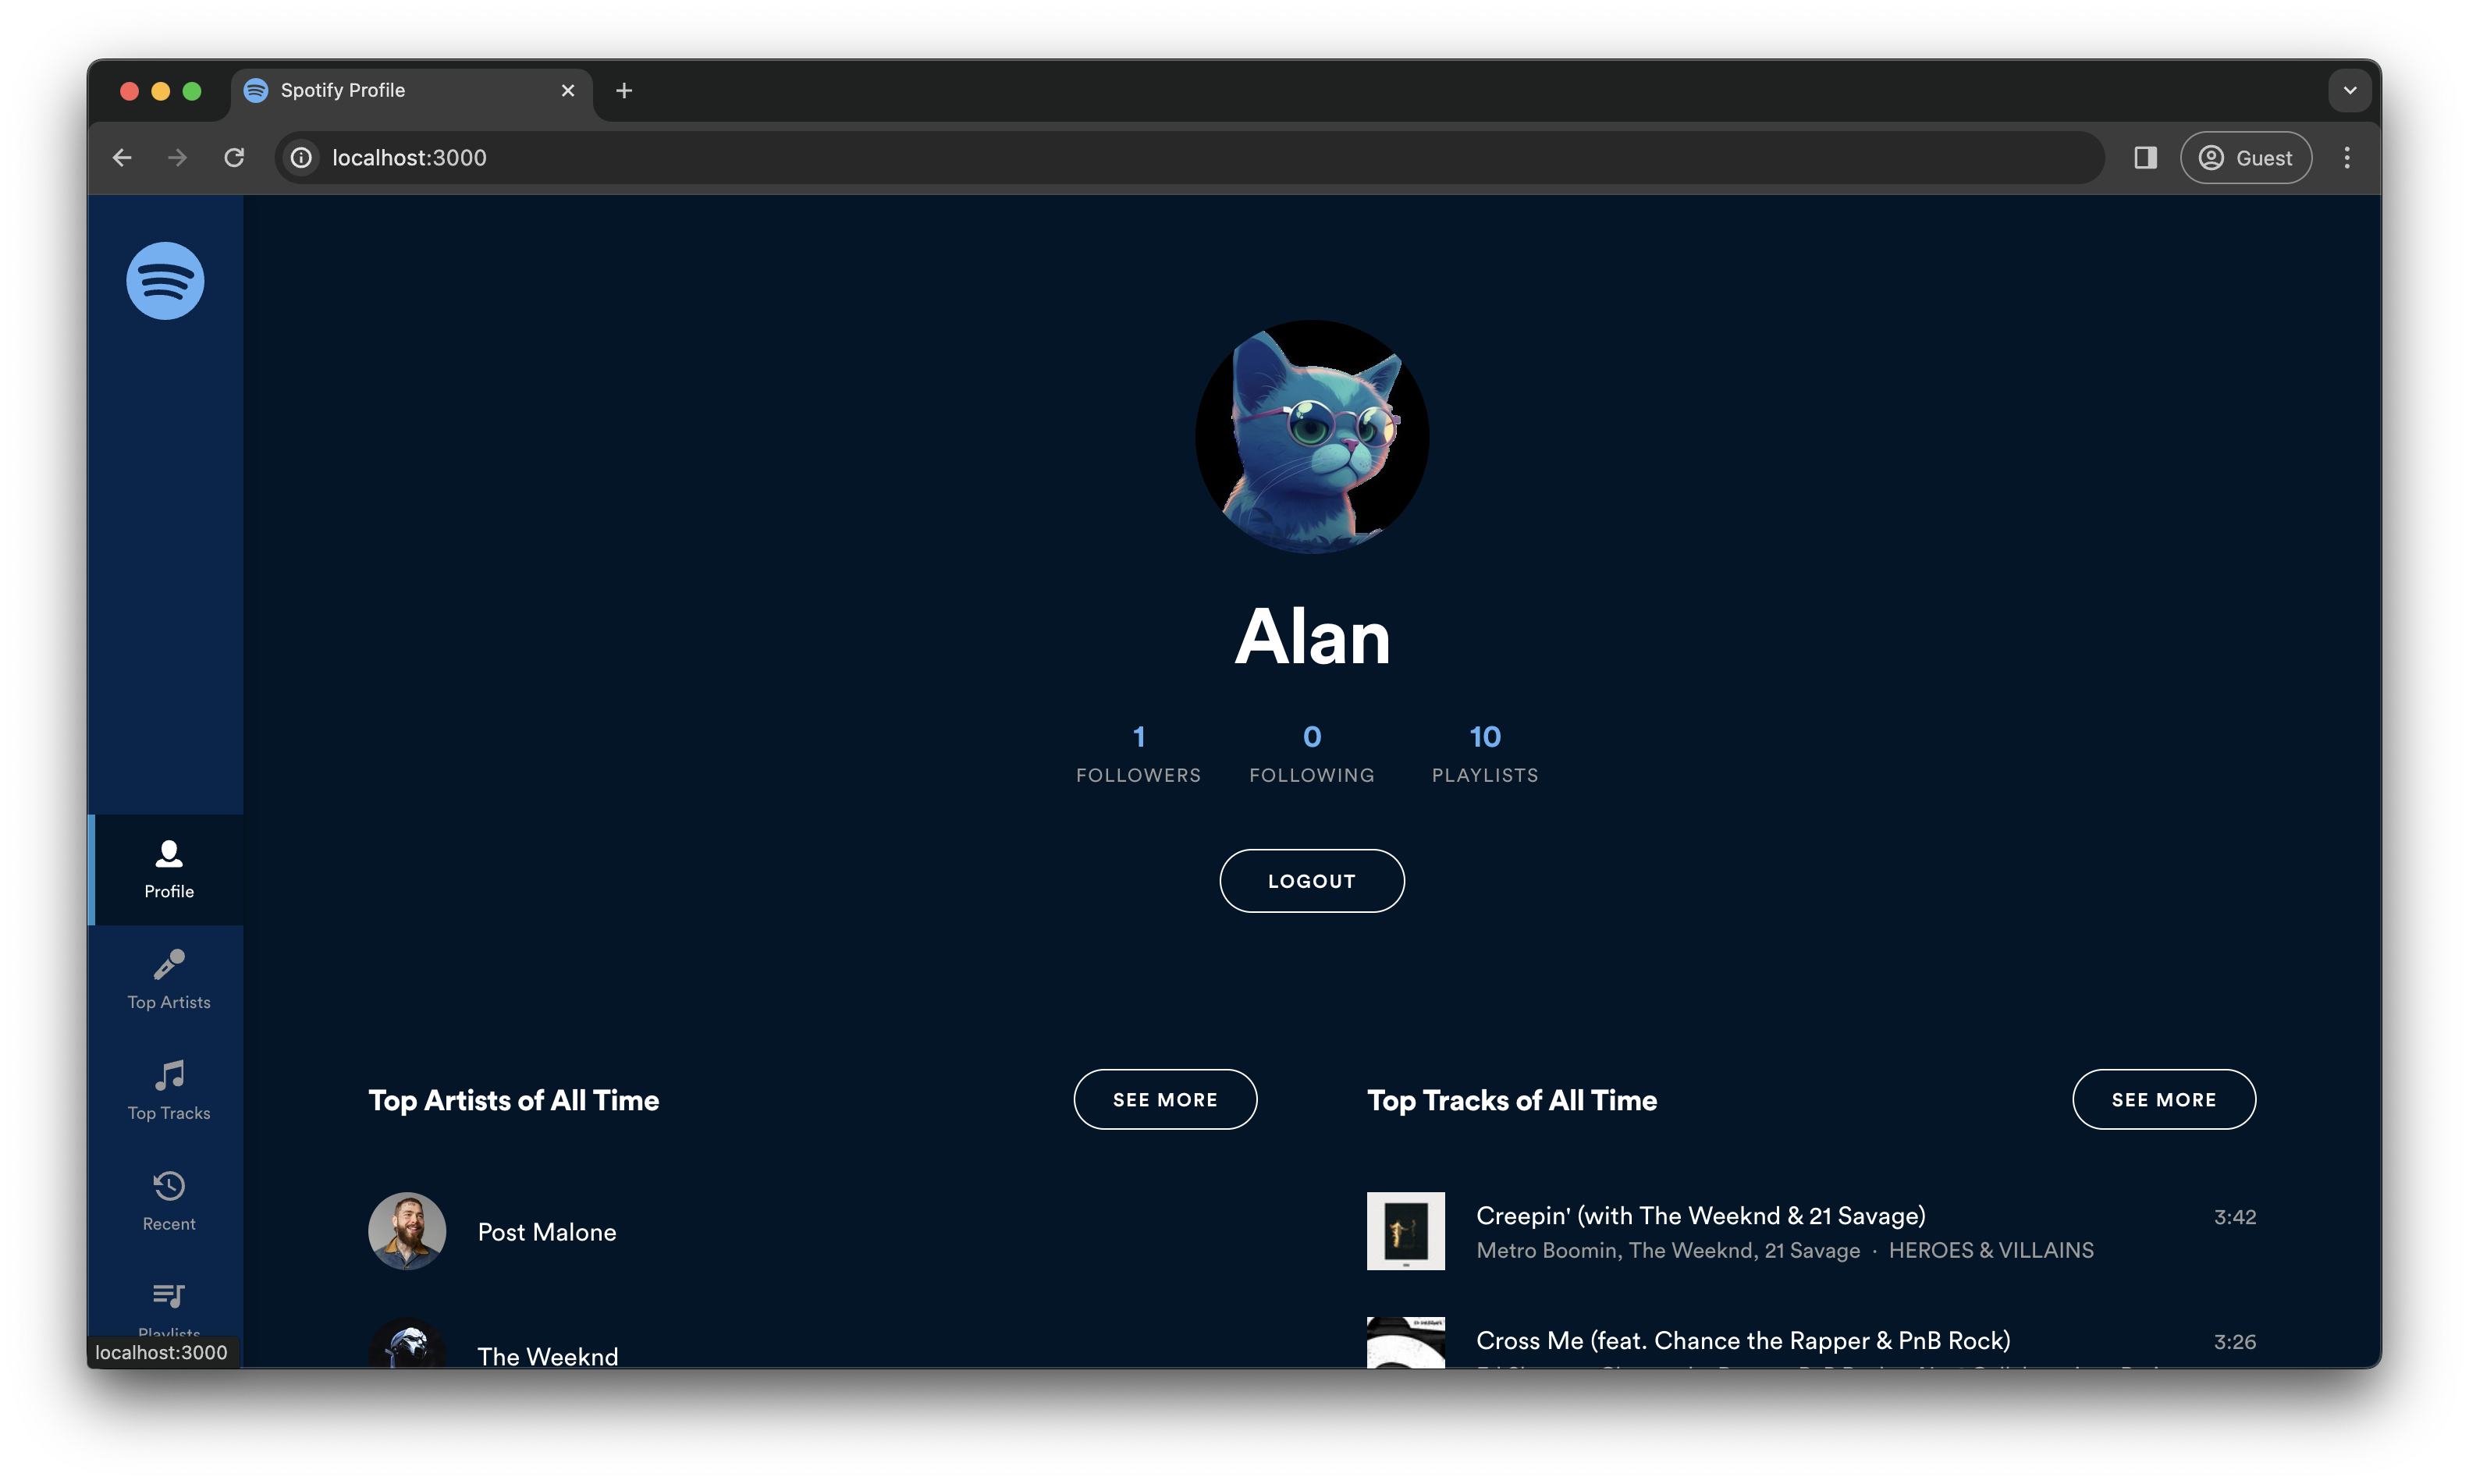 Spotify Profile
localhost:3000
Guest
Alan
1
0
10
FOLLOWERS
FOLLOWING
PLAYLISTS
LOGOUT
Profile
Top Artists
Top Tracks
Recent
Playlists
localhost:3000
Top Artists of All Time
SEE MORE
Post Malone
The Weeknd
Top Tracks of All Time
SEE MORE
Creepin' (with The Weeknd & 21 Savage)
3:42
Metro Boomin, The Weeknd, 21 Savage · HEROES & VILLAINS
Cross Me (feat. Chance the Rapper & PnB Rock)
3:26